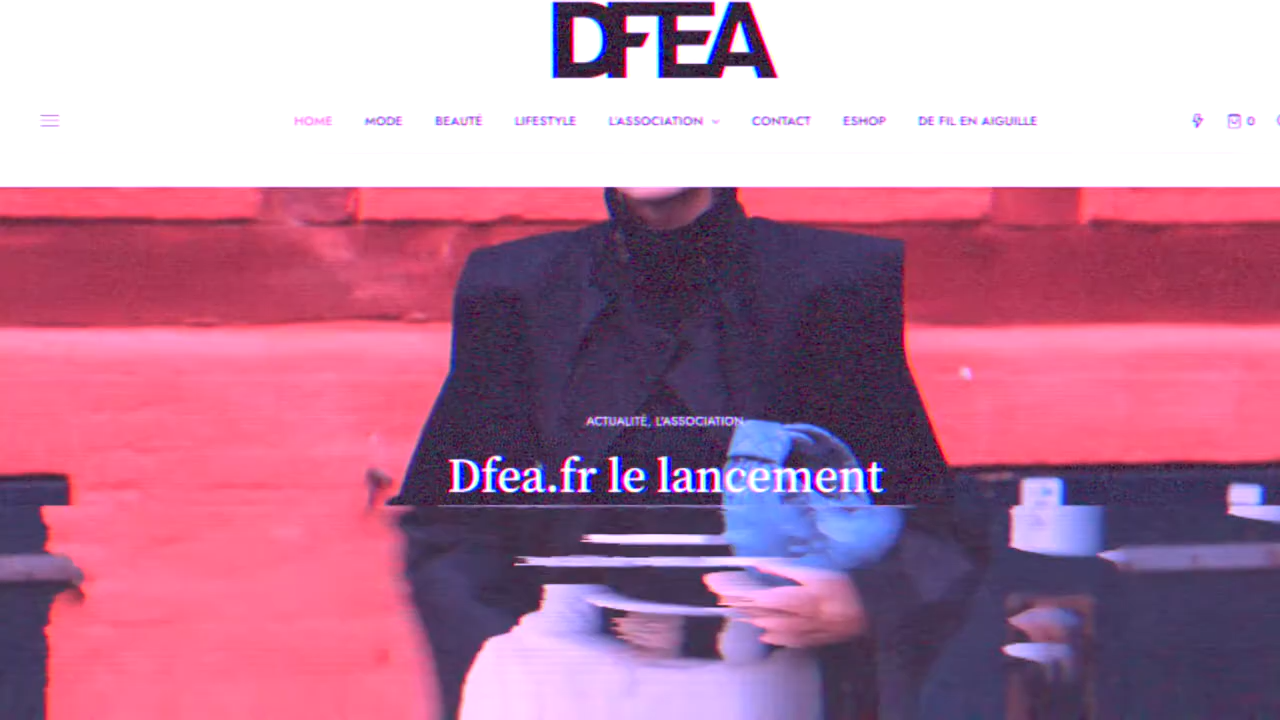 DFEA
HOME MODE BEAUTÉ LIFESTYLE L'ASSOCIATION CONTACT ESHOP DE FIL EN AIGUILLE 0
ACTUALITÉ, L'ASSOCIATION
Dfea.fr le lancement